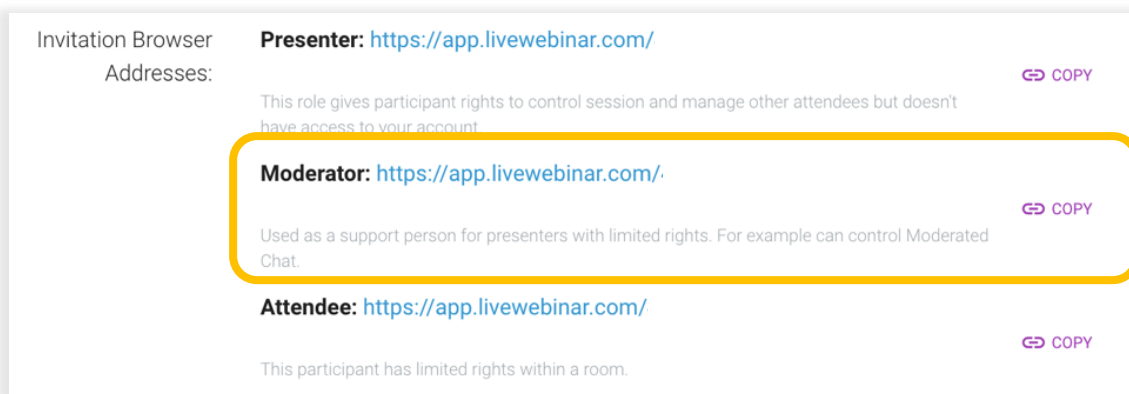 Invitation Browser
Addresses:
Presenter: https://app.livewebinar.com/
COPY
This role gives participant rights to control session and manage other attendees but doesn't
have access to your account.
Moderator: https://app.livewebinar.com/
COPY
Used as a support person for presenters with limited rights. For example can control Moderated
Chat.
Attendee: https://app.livewebinar.com/
COPY
This participant has limited rights within a room.